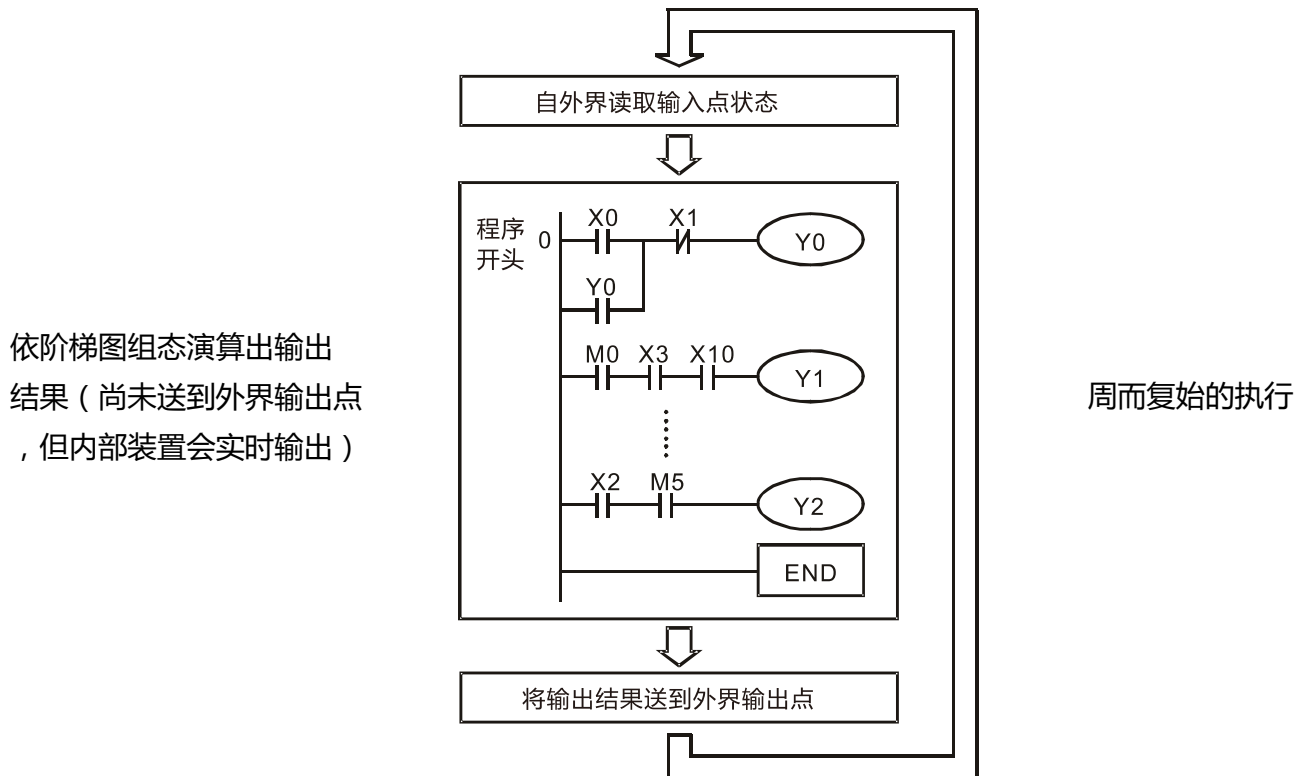 自外界读取输入点状态
程序
开头
0
X0
X1
Y0
Y0
M0
X3
X10
Y1
X2
M5
Y2
END
依阶梯图组态演算出输出
结果（尚未送到外界输出点
，但内部装置会实时输出）
周而复始的执行
将输出结果送到外界输出点